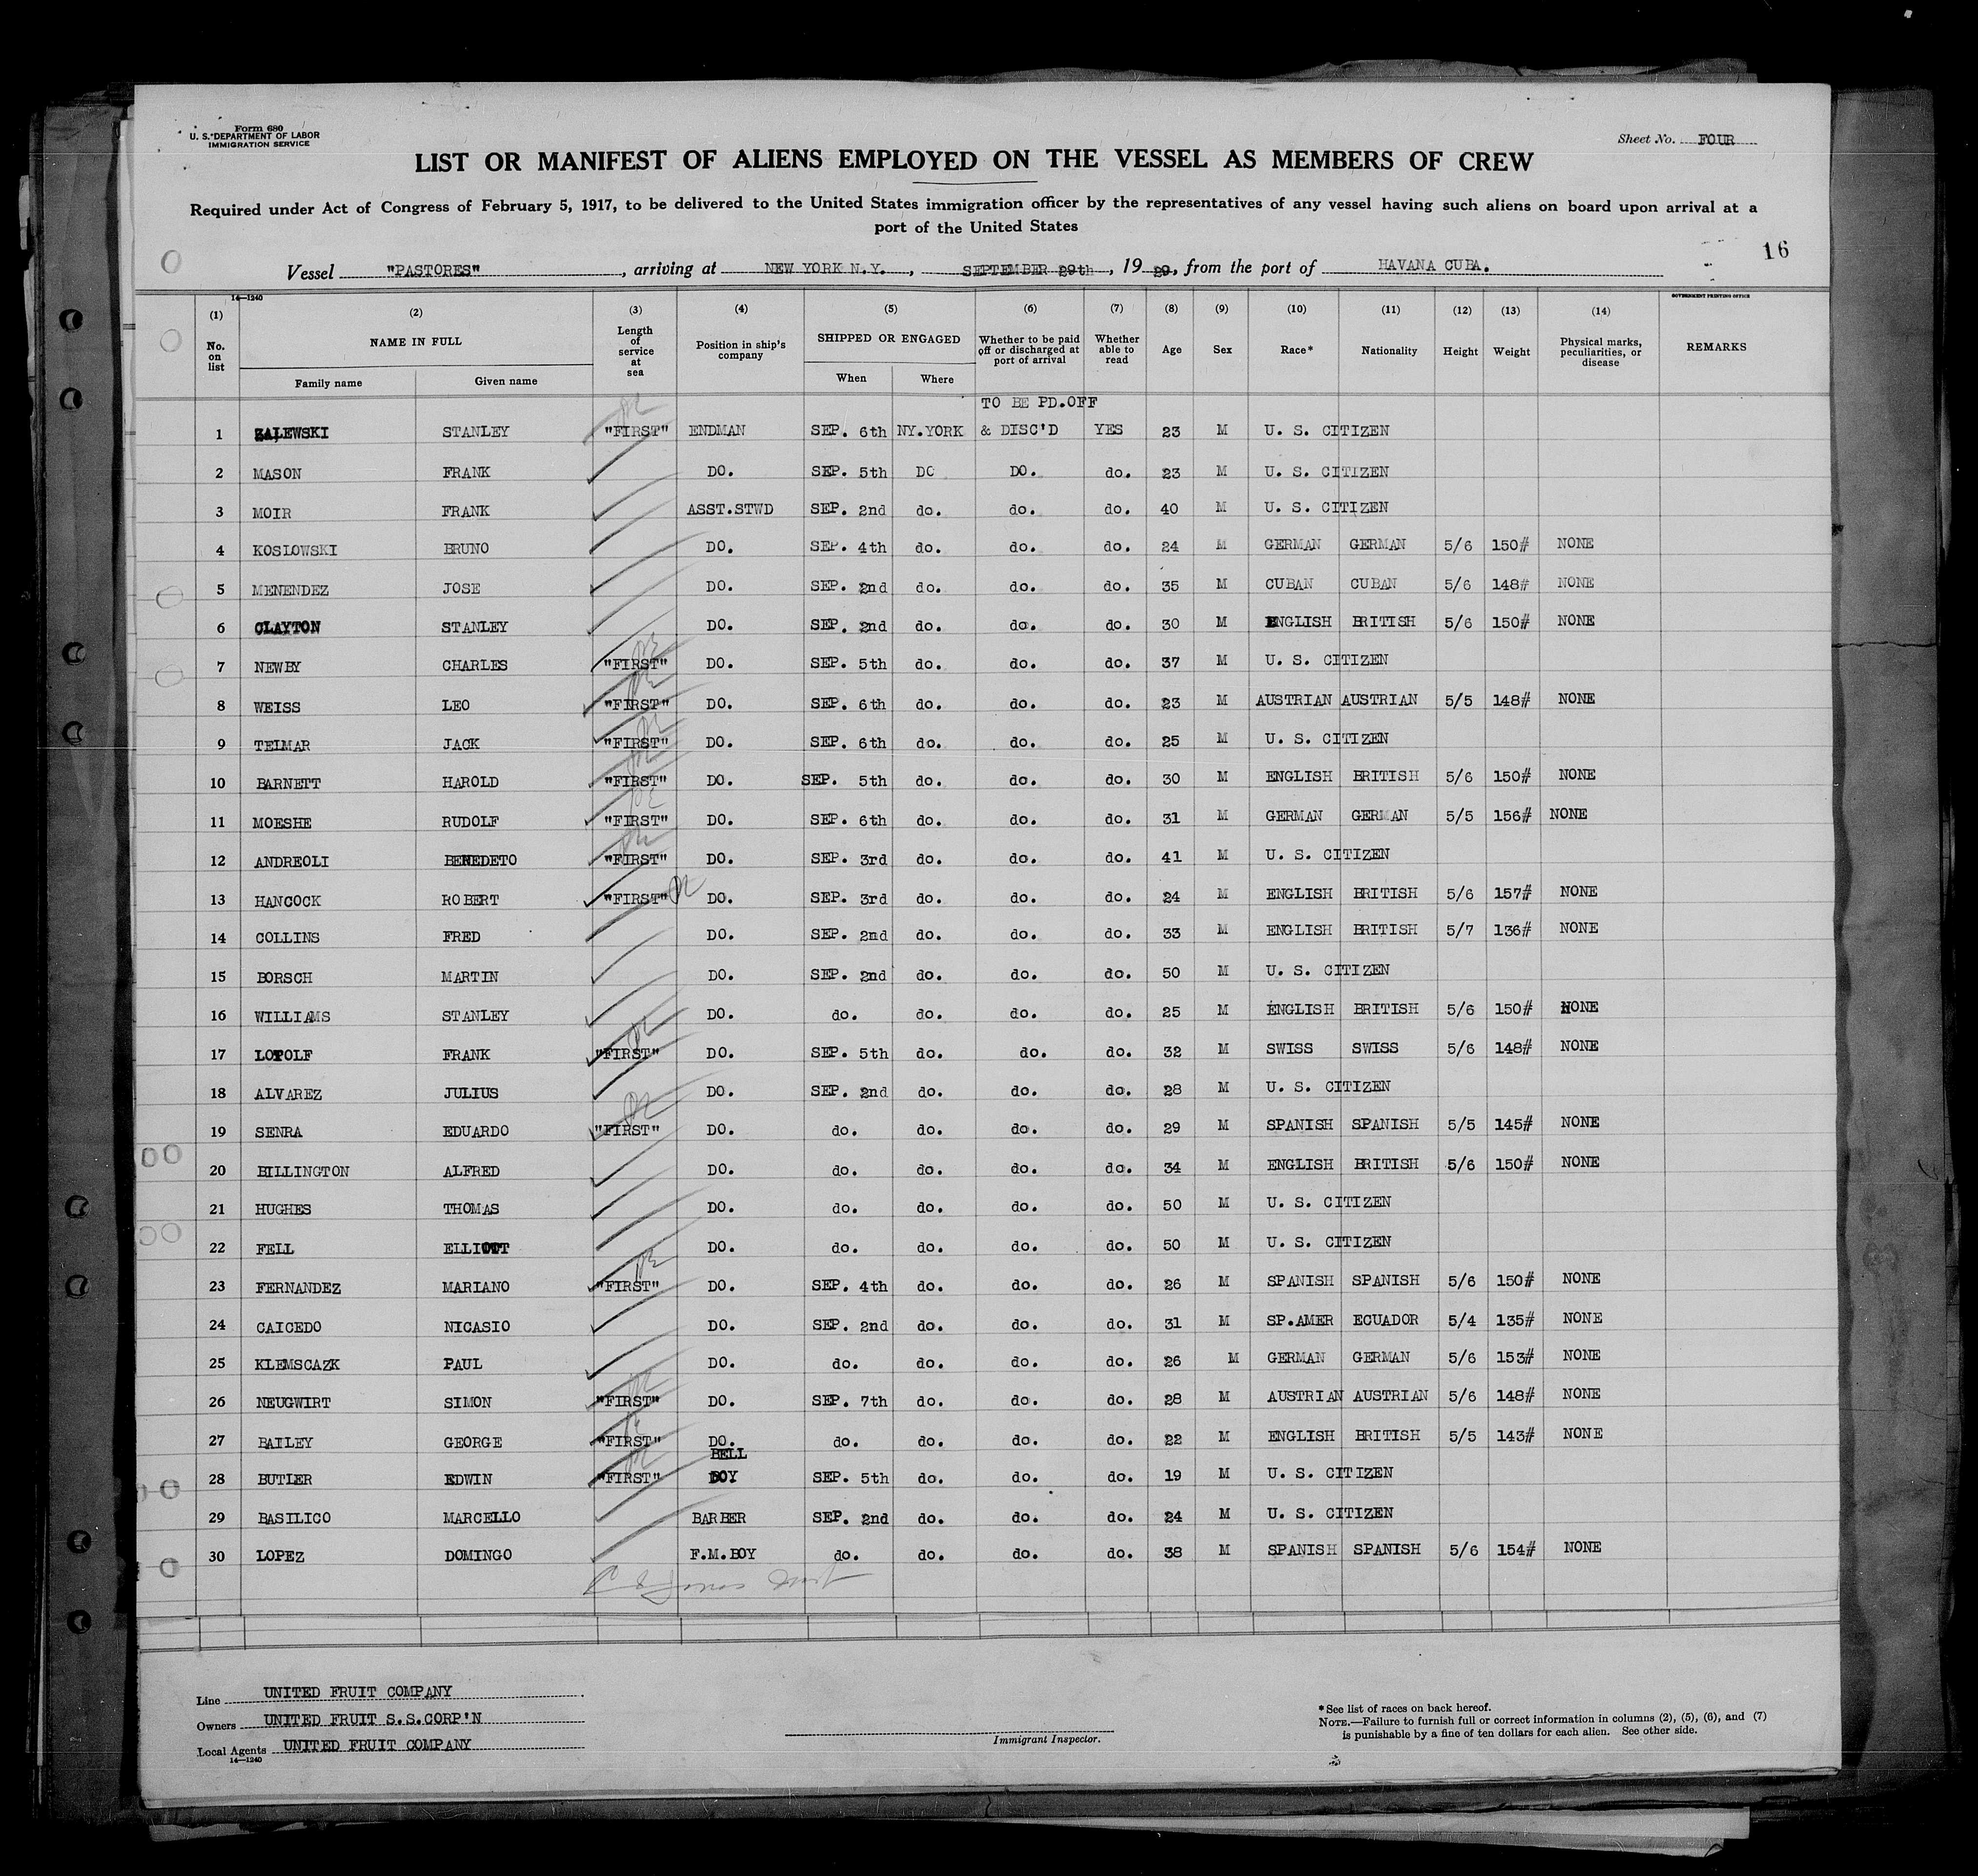 Form 680
U. S. DEPARTMENT OF LABOR
IMMIGRATION SERVICE
Sheet No. FOUR
LIST OR MANIFEST OF ALIENS EMPLOYED ON THE VESSEL AS MEMBERS OF CREW
Required under Act of Congress of February 5, 1917, to be delivered to the United States immigration officer by the representatives of any vessel having such aliens on board upon arrival at a
port of the United States
16
Vessel "PASTORES", arriving at NEW YORK N.Y., SEPTEMBER 29th, 1929, from the port of HAVANA CUBA.
14—1240
GOVERNMENT PRINTING OFFICE
(1) (2) (3) (4) (5) (6) (7) (8) (9) (10) (11) (12) (13) (14)
No. on list NAME IN FULL Length of service at sea Position in ship's company SHIPPED OR ENGAGED Whether to be paid off or discharged at port of arrival Whether able to read Age Sex Race* Nationality Height Weight Physical marks, peculiarities, or disease REMARKS
Family name Given name When Where
TO BE PD.OFF
1 ZALEWSKI STANLEY "FIRST" ENDMAN SEP. 6th NY.YORK & DISC'D YES 23 M U. S. CITIZEN
2 MASON FRANK DO. SEP. 5th DO DO. do. 23 M U. S. CITIZEN
3 MOIR FRANK ASST.STWD SEP. 2nd do. do. do. 40 M U. S. CITIZEN
4 KOSLOWSKI BRUNO DO. SEP. 4th do. do. do. 24 M GERMAN GERMAN 5/6 150# NONE
5 MENENDEZ JOSE DO. SEP. 2nd do. do. do. 35 M CUBAN CUBAN 5/6 148# NONE
6 CLAYTON STANLEY DO. SEP. 2nd do. do. do. 30 M ENGLISH BRITISH 5/6 150# NONE
7 NEWBY CHARLES "FIRST" DO. SEP. 5th do. do. do. 37 M U. S. CITIZEN
8 WEISS LEO "FIRST" DO. SEP. 6th do. do. do. 23 M AUSTRIAN AUSTRIAN 5/5 148# NONE
9 TELMAR JACK "FIRST" DO. SEP. 6th do. do. do. 25 M U. S. CITIZEN
10 BARNETT HAROLD "FIRST" DO. SEP. 5th do. do. do. 30 M ENGLISH BRITISH 5/6 150# NONE
11 MOESHE RUDOLF "FIRST" DO. SEP. 6th do. do. do. 31 M GERMAN GERMAN 5/5 156# NONE
12 ANDREOLI BENEDETO "FIRST" DO. SEP. 3rd do. do. do. 41 M U. S. CITIZEN
13 HANCOCK ROBERT "FIRST" DO. SEP. 3rd do. do. do. 24 M ENGLISH BRITISH 5/6 157# NONE
14 COLLINS FRED DO. SEP. 2nd do. do. do. 33 M ENGLISH BRITISH 5/7 136# NONE
15 BORSCH MARTIN DO. SEP. 2nd do. do. do. 50 M U. S. CITIZEN
16 WILLIAMS STANLEY DO. do. do. do. do. 25 M ENGLISH BRITISH 5/6 150# NONE
17 LOTOLF FRANK "FIRST" DO. SEP. 5th do. do. do. 32 M SWISS SWISS 5/6 148# NONE
18 ALVAREZ JULIUS DO. SEP. 2nd do. do. do. 28 M U. S. CITIZEN
19 SENRA EDUARDO "FIRST" DO. do. do. do. do. 29 M SPANISH SPANISH 5/5 145# NONE
20 BILLINGTON ALFRED DO. do. do. do. do. 34 M ENGLISH BRITISH 5/6 150# NONE
21 HUGHES THOMAS DO. do. do. do. do. 50 M U. S. CITIZEN
22 FELL ELLIOTT DO. do. do. do. do. 50 M U. S. CITIZEN
23 FERNANDEZ MARIANO "FIRST" DO. SEP. 4th do. do. do. 26 M SPANISH SPANISH 5/6 150# NONE
24 CAICEDO NICASIO DO. SEP. 2nd do. do. do. 31 M SP.AMER ECUADOR 5/4 135# NONE
25 KLEMSCAZK PAUL DO. do. do. do. do. 26 M GERMAN GERMAN 5/6 153# NONE
26 NEUGWIRT SIMON "FIRST" DO. SEP. 7th do. do. do. 28 M AUSTRIAN AUSTRIAN 5/6 148# NONE
27 BAILEY GEORGE "FIRST" DO. do. do. do. do. 22 M ENGLISH BRITISH 5/5 143# NONE
BELL
28 BUTLER EDWIN "FIRST" BOY SEP. 5th do. do. do. 19 M U. S. CITIZEN
29 BASILICO MARCELLO BARBER SEP. 2nd do. do. do. 24 M U. S. CITIZEN
30 LOPEZ DOMINGO F.M.BOY do. do. do. do. 38 M SPANISH SPANISH 5/6 154# NONE
Line UNITED FRUIT COMPANY
Owners UNITED FRUIT S.S.CORP'N
Local Agents UNITED FRUIT COMPANY
14—1240
Immigrant Inspector.
*See list of races on back hereof.
NOTE.—Failure to furnish full or correct information in columns (2), (5), (6), and (7)
is punishable by a fine of ten dollars for each alien. See other side.